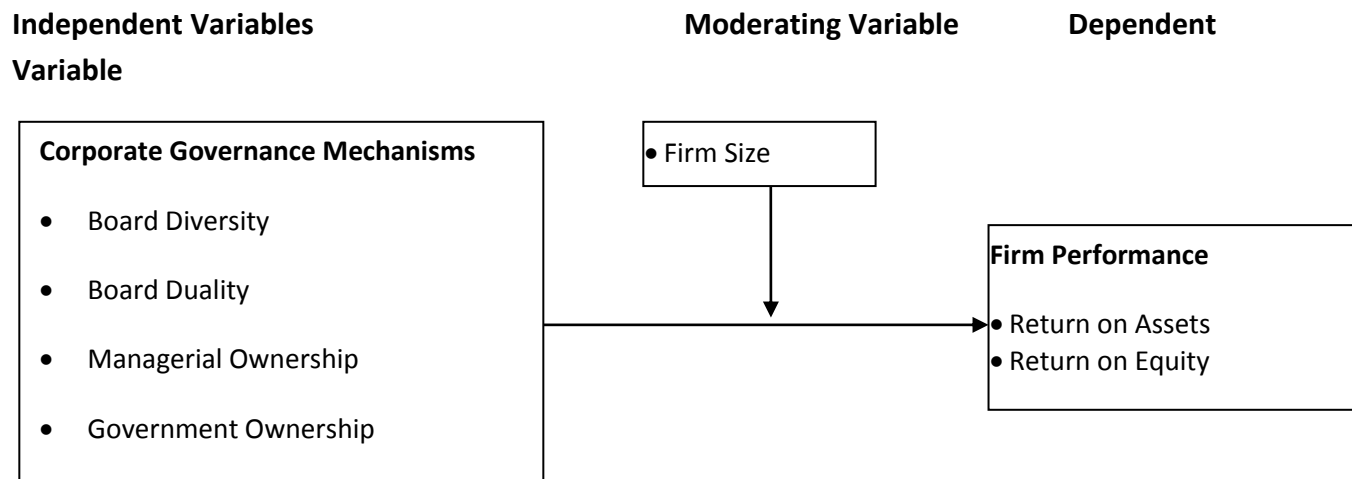 Independent Variables Moderating Variable Dependent
Variable
Corporate Governance Mechanisms
• Board Diversity
• Board Duality
• Managerial Ownership
• Government Ownership
• Firm Size
Firm Performance
• Return on Assets
• Return on Equity